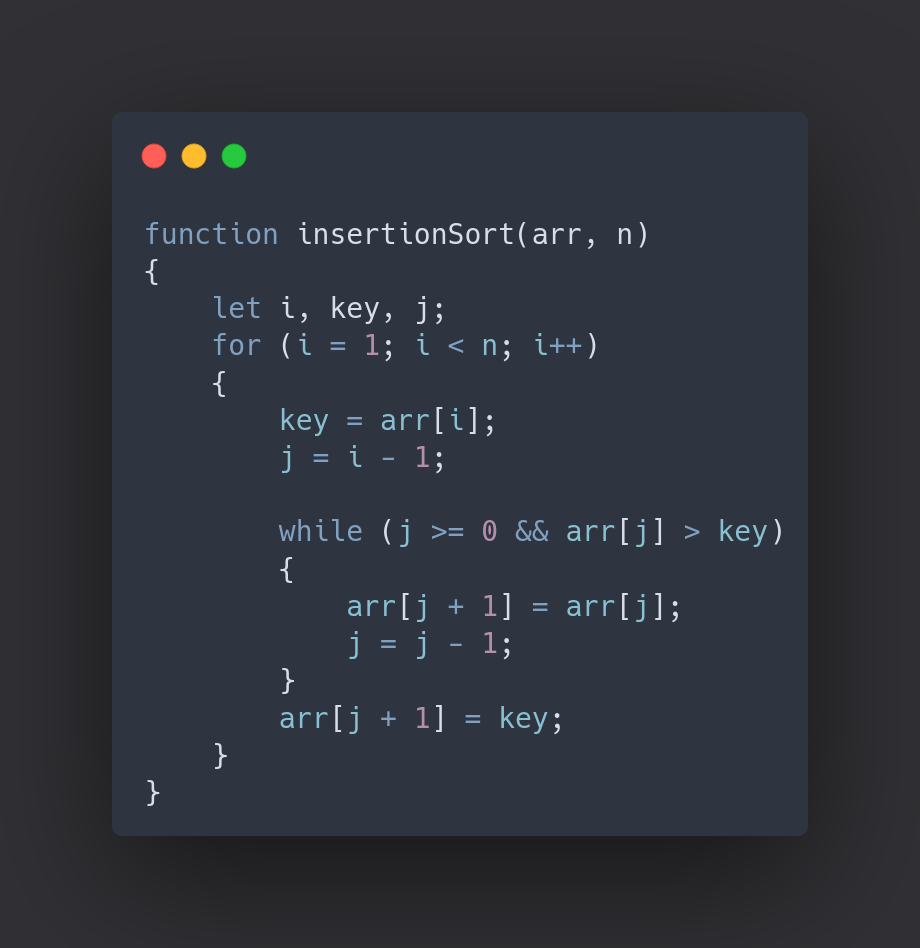 function insertionSort(arr, n)
{
    let i, key, j;
    for (i = 1; i < n; i++)
    {
        key = arr[i];
        j = i - 1;

        while (j >= 0 && arr[j] > key)
        {
            arr[j + 1] = arr[j];
            j = j - 1;
        }
        arr[j + 1] = key;
    }
}